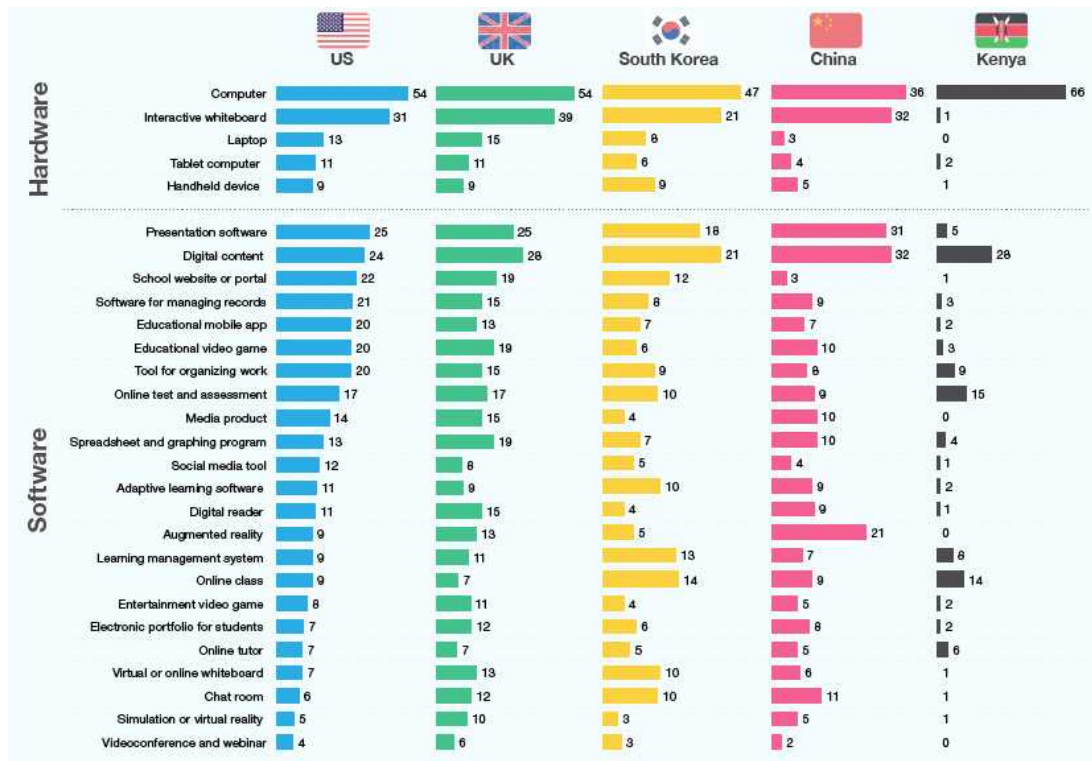 US UK South Korea China Kenya
Hardware
Computer 54 54 47 36 66
Interactive whiteboard 31 39 21 32 1
Laptop 13 15 8 3 0
Tablet computer 11 11 6 4 2
Handheld device 9 9 9 5 1
Software
Presentation software 25 25 18 31 5
Digital content 24 28 21 32 28
School website or portal 22 19 12 3 1
Software for managing records 21 15 8 9 3
Educational mobile app 20 13 7 7 2
Educational video game 20 19 6 10 3
Tool for organizing work 20 15 9 8 9
Online test and assessment 17 17 10 9 15
Media product 14 15 4 10 0
Spreadsheet and graphing program 13 19 7 10 4
Social media tool 12 8 5 4 1
Adaptive learning software 11 9 10 9 2
Digital reader 11 15 4 9 1
Augmented reality 9 13 5 21 0
Learning management system 9 11 13 7 8
Online class 9 7 14 9 14
Entertainment video game 8 11 4 5 2
Electronic portfolio for students 7 12 6 8 2
Online tutor 7 7 5 5 6
Virtual or online whiteboard 7 13 10 6 1
Chat room 6 12 10 11 1
Simulation or virtual reality 5 10 3 5 1
Videoconference and webinar 4 6 3 2 0